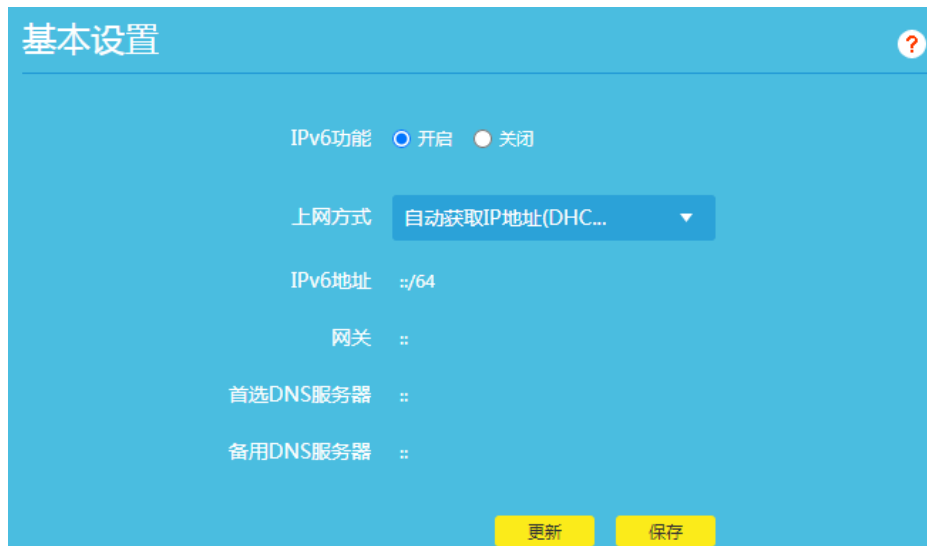 基本设置
?
IPv6功能 开启 关闭
上网方式 自动获取IP地址(DHC...
IPv6地址 ::/64
网关 ::
首选DNS服务器 ::
备用DNS服务器 ::
更新 保存